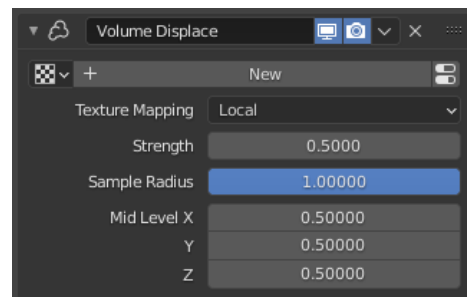 Volume Displace
New
Texture Mapping Local
Strength 0.5000
Sample Radius 1.00000
Mid Level X 0.50000
Y 0.50000
Z 0.50000